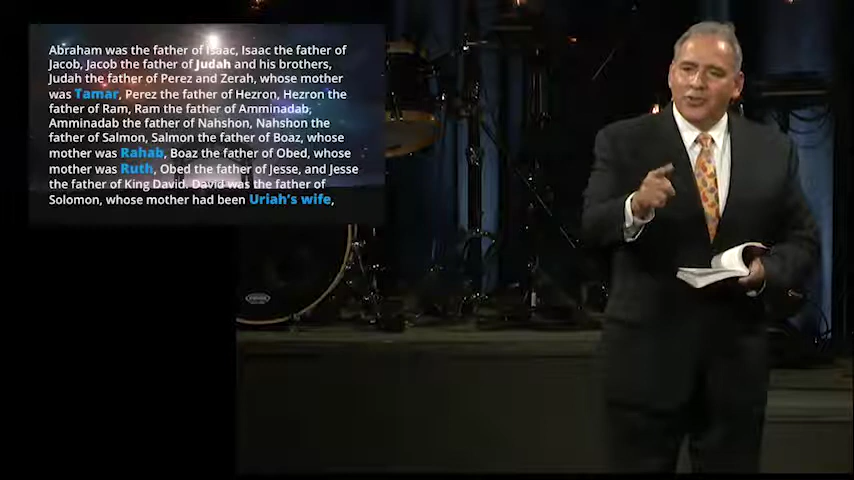 Abraham was the father of Isaac, Isaac the father of
Jacob, Jacob the father of Judah and his brothers,
Judah the father of Perez and Zerah, whose mother
was Tamar, Perez the father of Hezron, Hezron the
father of Ram, Ram the father of Amminadab,
Amminadab the father of Nahshon, Nahshon the
father of Salmon, Salmon the father of Boaz, whose
mother was Rahab, Boaz the father of Obed, whose
mother was Ruth, Obed the father of Jesse, and Jesse
the father of King David. David was the father of
Solomon, whose mother had been Uriah's wife,